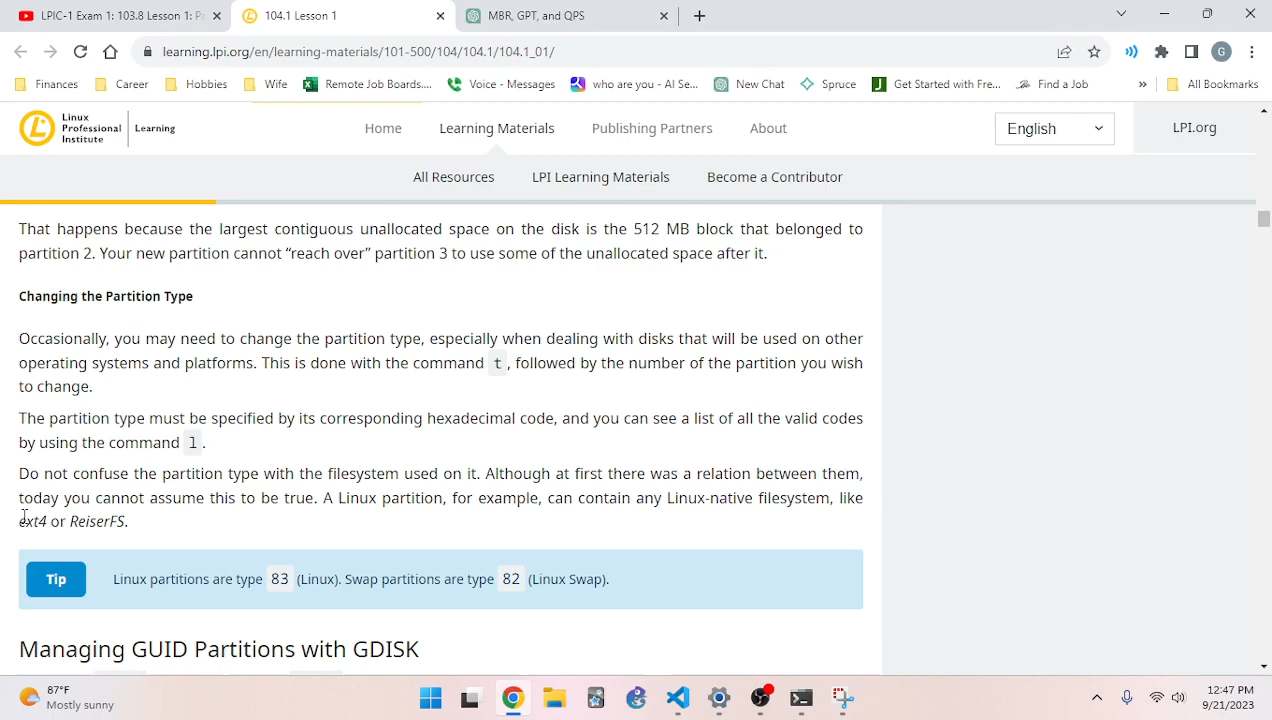 LPIC-1 Exam 1: 103.8 Lesson 1: Pa
104.1 Lesson 1
MBR, GPT, and QPS
learning.lpi.org/en/learning-materials/101-500/104/104.1/104.1_01/
G
Finances
Career
Hobbies
Wife
Remote Job Boards....
Voice - Messages
who are you - AI Se...
New Chat
Spruce
Get Started with Fre...
Find a Job
»
All Bookmarks
Linux
Professional
Institute
Learning
Home
Learning Materials
Publishing Partners
About
English
LPI.org
All Resources
LPI Learning Materials
Become a Contributor
That happens because the largest contiguous unallocated space on the disk is the 512 MB block that belonged to
partition 2. Your new partition cannot “reach over” partition 3 to use some of the unallocated space after it.
Changing the Partition Type
Occasionally, you may need to change the partition type, especially when dealing with disks that will be used on other
operating systems and platforms. This is done with the command t, followed by the number of the partition you wish
to change.
The partition type must be specified by its corresponding hexadecimal code, and you can see a list of all the valid codes
by using the command l.
Do not confuse the partition type with the filesystem used on it. Although at first there was a relation between them,
today you cannot assume this to be true. A Linux partition, for example, can contain any Linux-native filesystem, like
ext4 or ReiserFS.
Tip
Linux partitions are type 83 (Linux). Swap partitions are type 82 (Linux Swap).
Managing GUID Partitions with GDISK
87°F
Mostly sunny
12:47 PM
9/21/2023